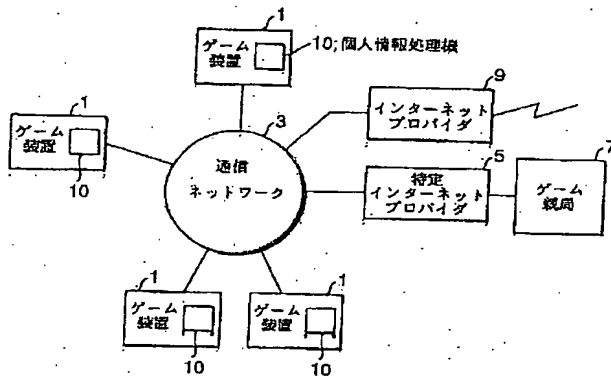 1
ゲーム
装置
10;個人情報処理機
1
ゲーム
装置
10
3
通信
ネットワーク
9
インターネット
プロバイダ
5
特定
インターネット
プロバイダ
7
ゲーム
親局
1
ゲーム
装置
10
1
ゲーム
装置
10